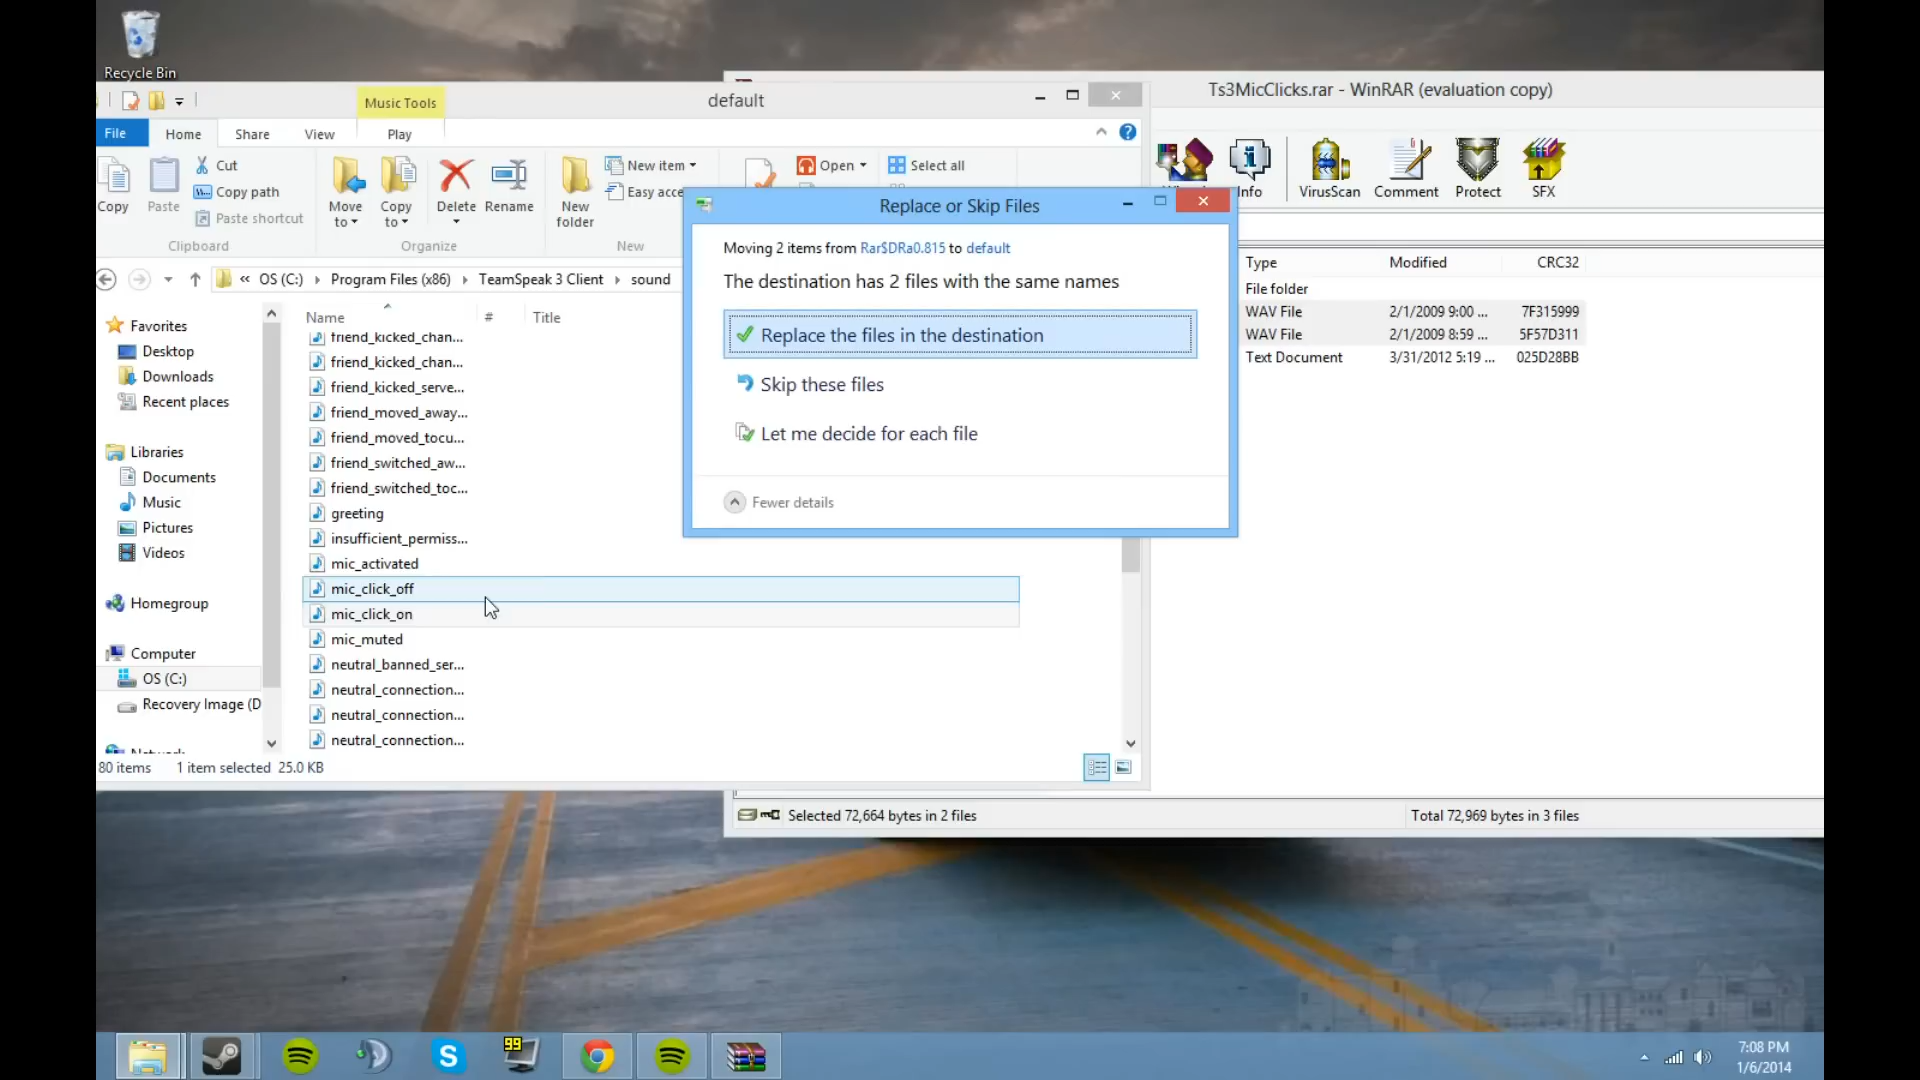 Recycle Bin
Music Tools
default
File
Home
Share
View
Play
Copy
Paste
Cut
Copy path
Paste shortcut
Clipboard
Move to
Copy to
Delete
Rename
Organize
New folder
New item
Easy acce
New
Open
Select all
« OS (C:) Program Files (x86) TeamSpeak 3 Client sound
Favorites
Desktop
Downloads
Recent places
Libraries
Documents
Music
Pictures
Videos
Homegroup
Computer
OS (C:)
Recovery Image (D
Network
Name # Title
friend_kicked_chan...
friend_kicked_chan...
friend_kicked_serve...
friend_moved_away...
friend_moved_tocu...
friend_switched_aw...
friend_switched_toc...
greeting
insufficient_permiss...
mic_activated
mic_click_off
mic_click_on
mic_muted
neutral_banned_ser...
neutral_connection...
neutral_connection...
neutral_connection...
80 items 1 item selected 25.0 KB
Replace or Skip Files
Moving 2 items from Rar$DRa0.815 to default
The destination has 2 files with the same names
Replace the files in the destination
Skip these files
Let me decide for each file
Fewer details
Ts3MicClicks.rar - WinRAR (evaluation copy)
Info
VirusScan
Comment
Protect
SFX
Type Modified CRC32
File folder
WAV File 2/1/2009 9:00 ... 7F315999
WAV File 2/1/2009 8:59 ... 5F57D311
Text Document 3/31/2012 5:19 ... 025D28BB
Selected 72,664 bytes in 2 files
Total 72,969 bytes in 3 files
99
7:08 PM
1/6/2014